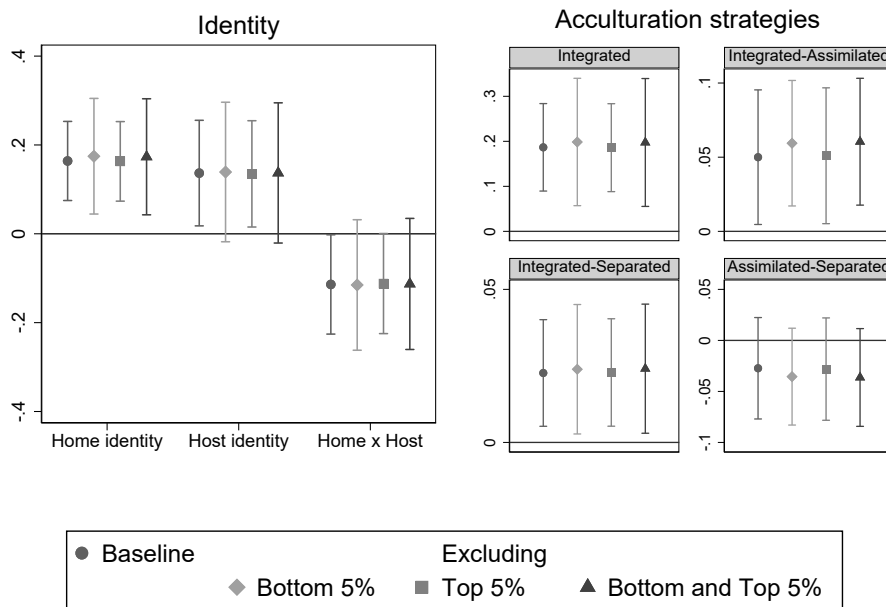 Identity
.4
.2
0
-.2
-.4
Home identity Host identity Home x Host
Acculturation strategies
Integrated
.3
.2
.1
0
Integrated-Assimilated
.1
.05
0
Integrated-Separated
.05
0
Assimilated-Separated
.05
0
-.05
-.1
Baseline Excluding
Bottom 5% Top 5% Bottom and Top 5%